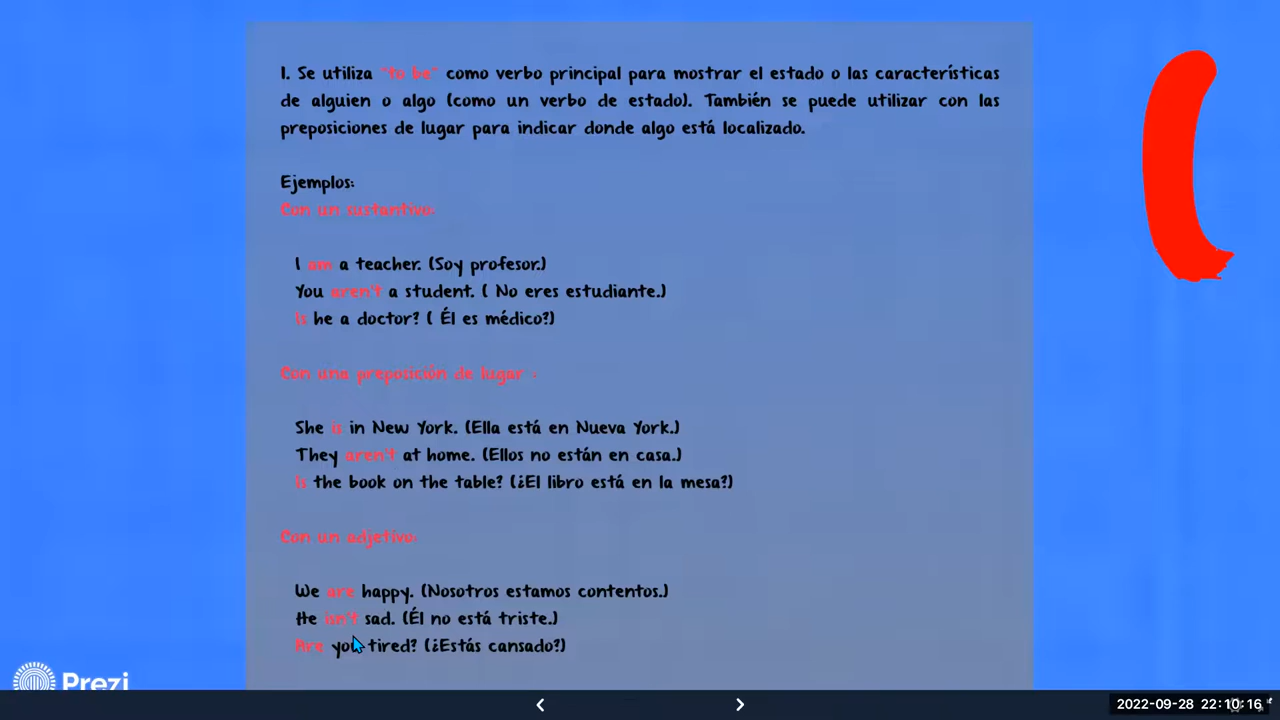 1. Se utiliza "to be" como verbo principal para mostrar el estado o las características
de alguien o algo (como un verbo de estado). También se puede utilizar con las
preposiciones de lugar para indicar donde algo está localizado.
Ejemplos:
Con un sustantivo:
I am a teacher. (Soy profesor.)
You aren't a student. ( No eres estudiante.)
Is he a doctor? ( Él es médico?)
Con una preposición de lugar :
She is in New York. (Ella está en Nueva York.)
They aren't at home. (Ellos no están en casa.)
Is the book on the table? (¿El libro está en la mesa?)
Con un adjetivo:
We are happy. (Nosotros estamos contentos.)
He isn't sad. (Él no está triste.)
Are you tired? (¿Estás cansado?)
Prezi
2022-09-28 22:10:16